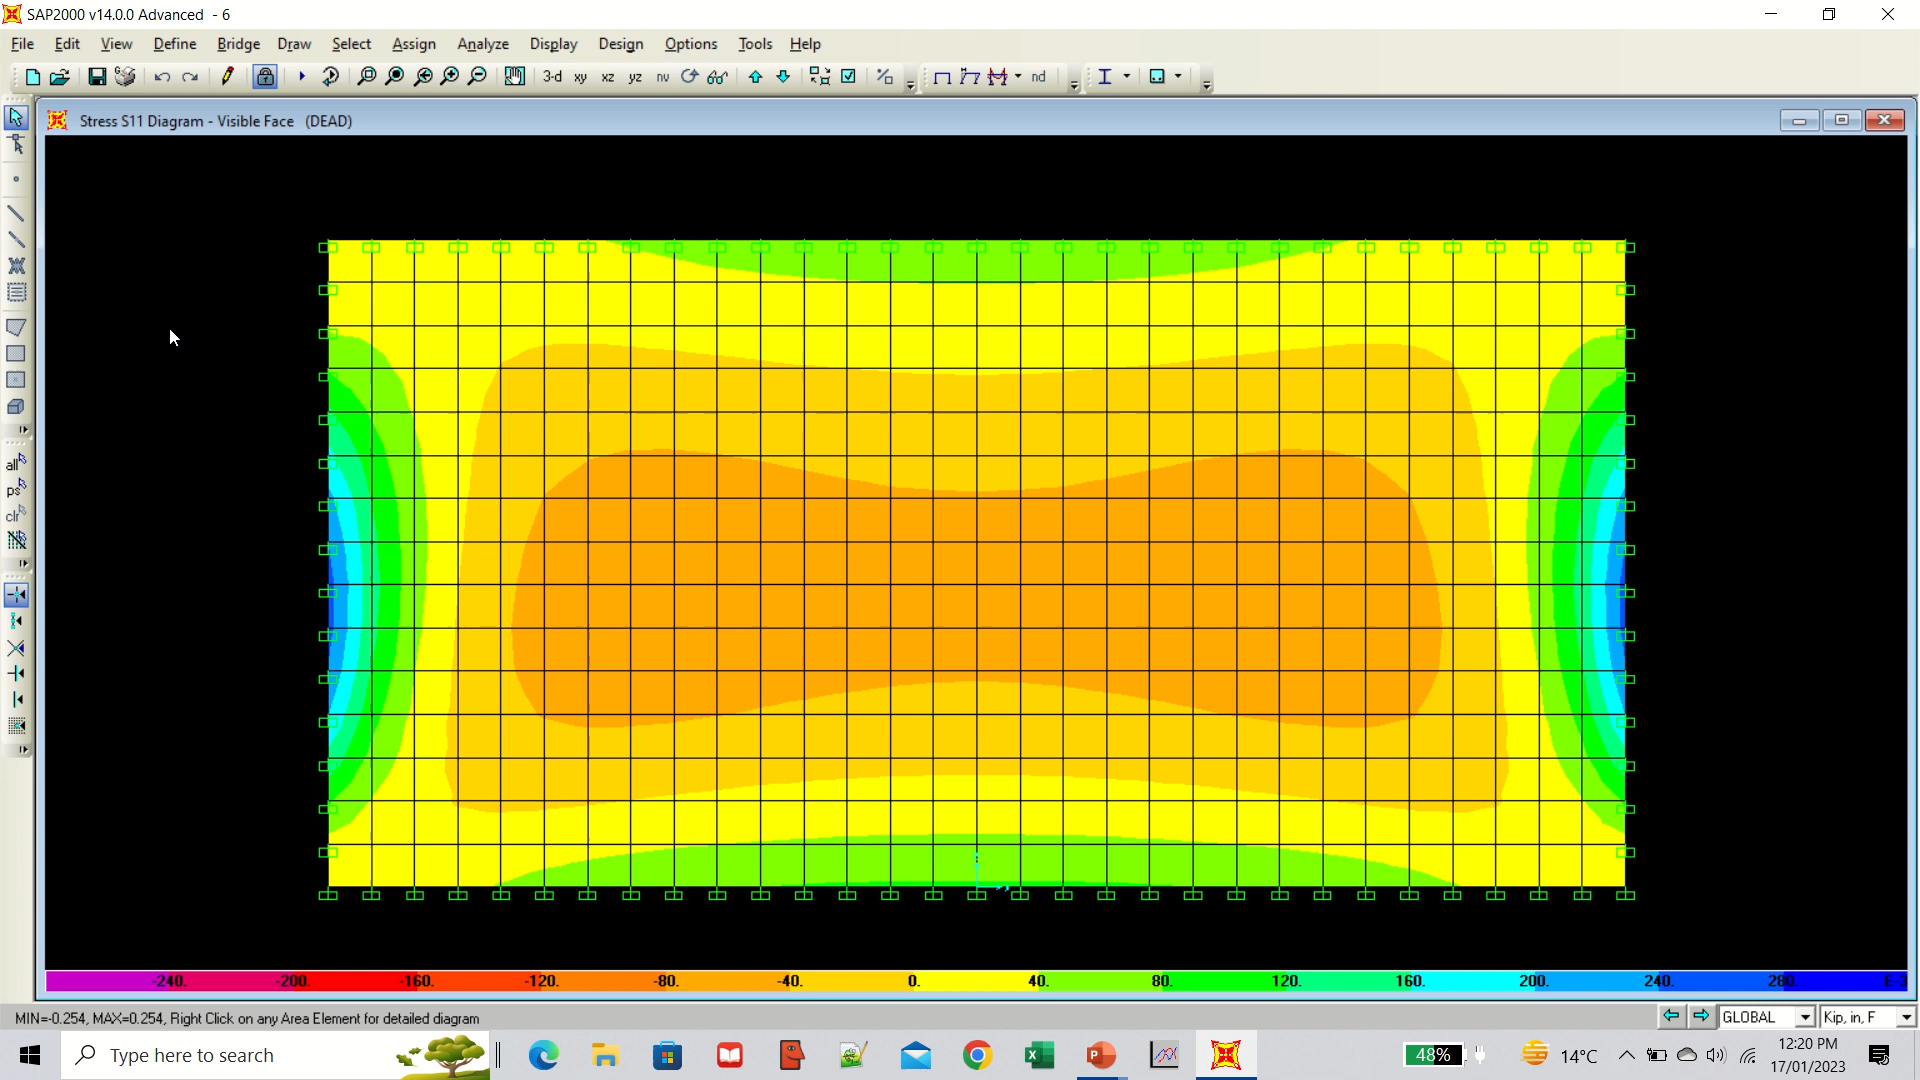 SAP2000 v14.0.0 Advanced - 6
File Edit View Define Bridge Draw Select Assign Analyze Display Design Options Tools Help
3-d xy xz yz nv nd
Stress S11 Diagram - Visible Face (DEAD)
all
ps
clr
-240. -200. -160. -120. -80. -40. 0. 40. 80. 120. 160. 200. 240. 280. E-3
MIN=-0.254, MAX=0.254, Right Click on any Area Element for detailed diagram
GLOBAL
Kip, in, F
Type here to search
48%
14°C
12:20 PM
17/01/2023